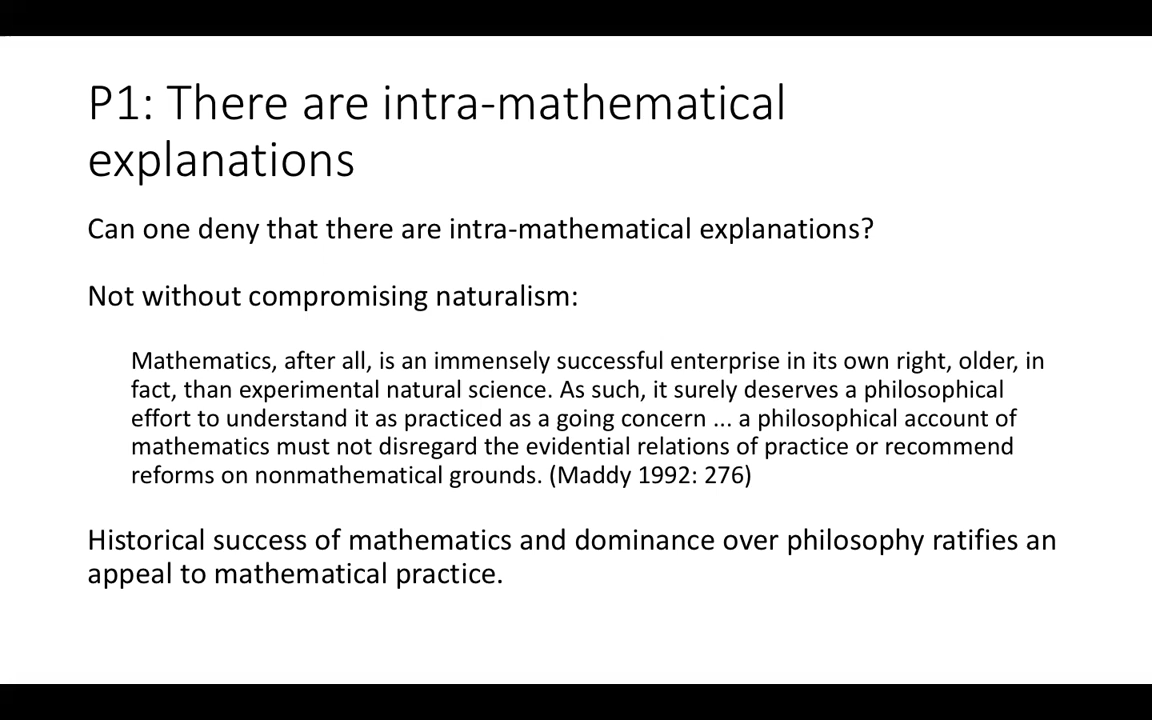 P1: There are intra-mathematical
explanations
Can one deny that there are intra-mathematical explanations?
Not without compromising naturalism:
Mathematics, after all, is an immensely successful enterprise in its own right, older, in
fact, than experimental natural science. As such, it surely deserves a philosophical
effort to understand it as practiced as a going concern ... a philosophical account of
mathematics must not disregard the evidential relations of practice or recommend
reforms on nonmathematical grounds. (Maddy 1992: 276)
Historical success of mathematics and dominance over philosophy ratifies an
appeal to mathematical practice.